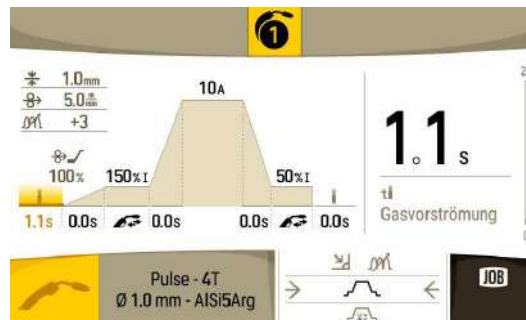 1
1.0mm
5.0 m/min
+3
10A
100%
150%I
50%I
1.1s
0.0s
0.0s
0.0s
0.0s
1.1 s
Gasvorströmung
Pulse - 4T
Ø 1.0 mm - AlSi5Arg
JOB